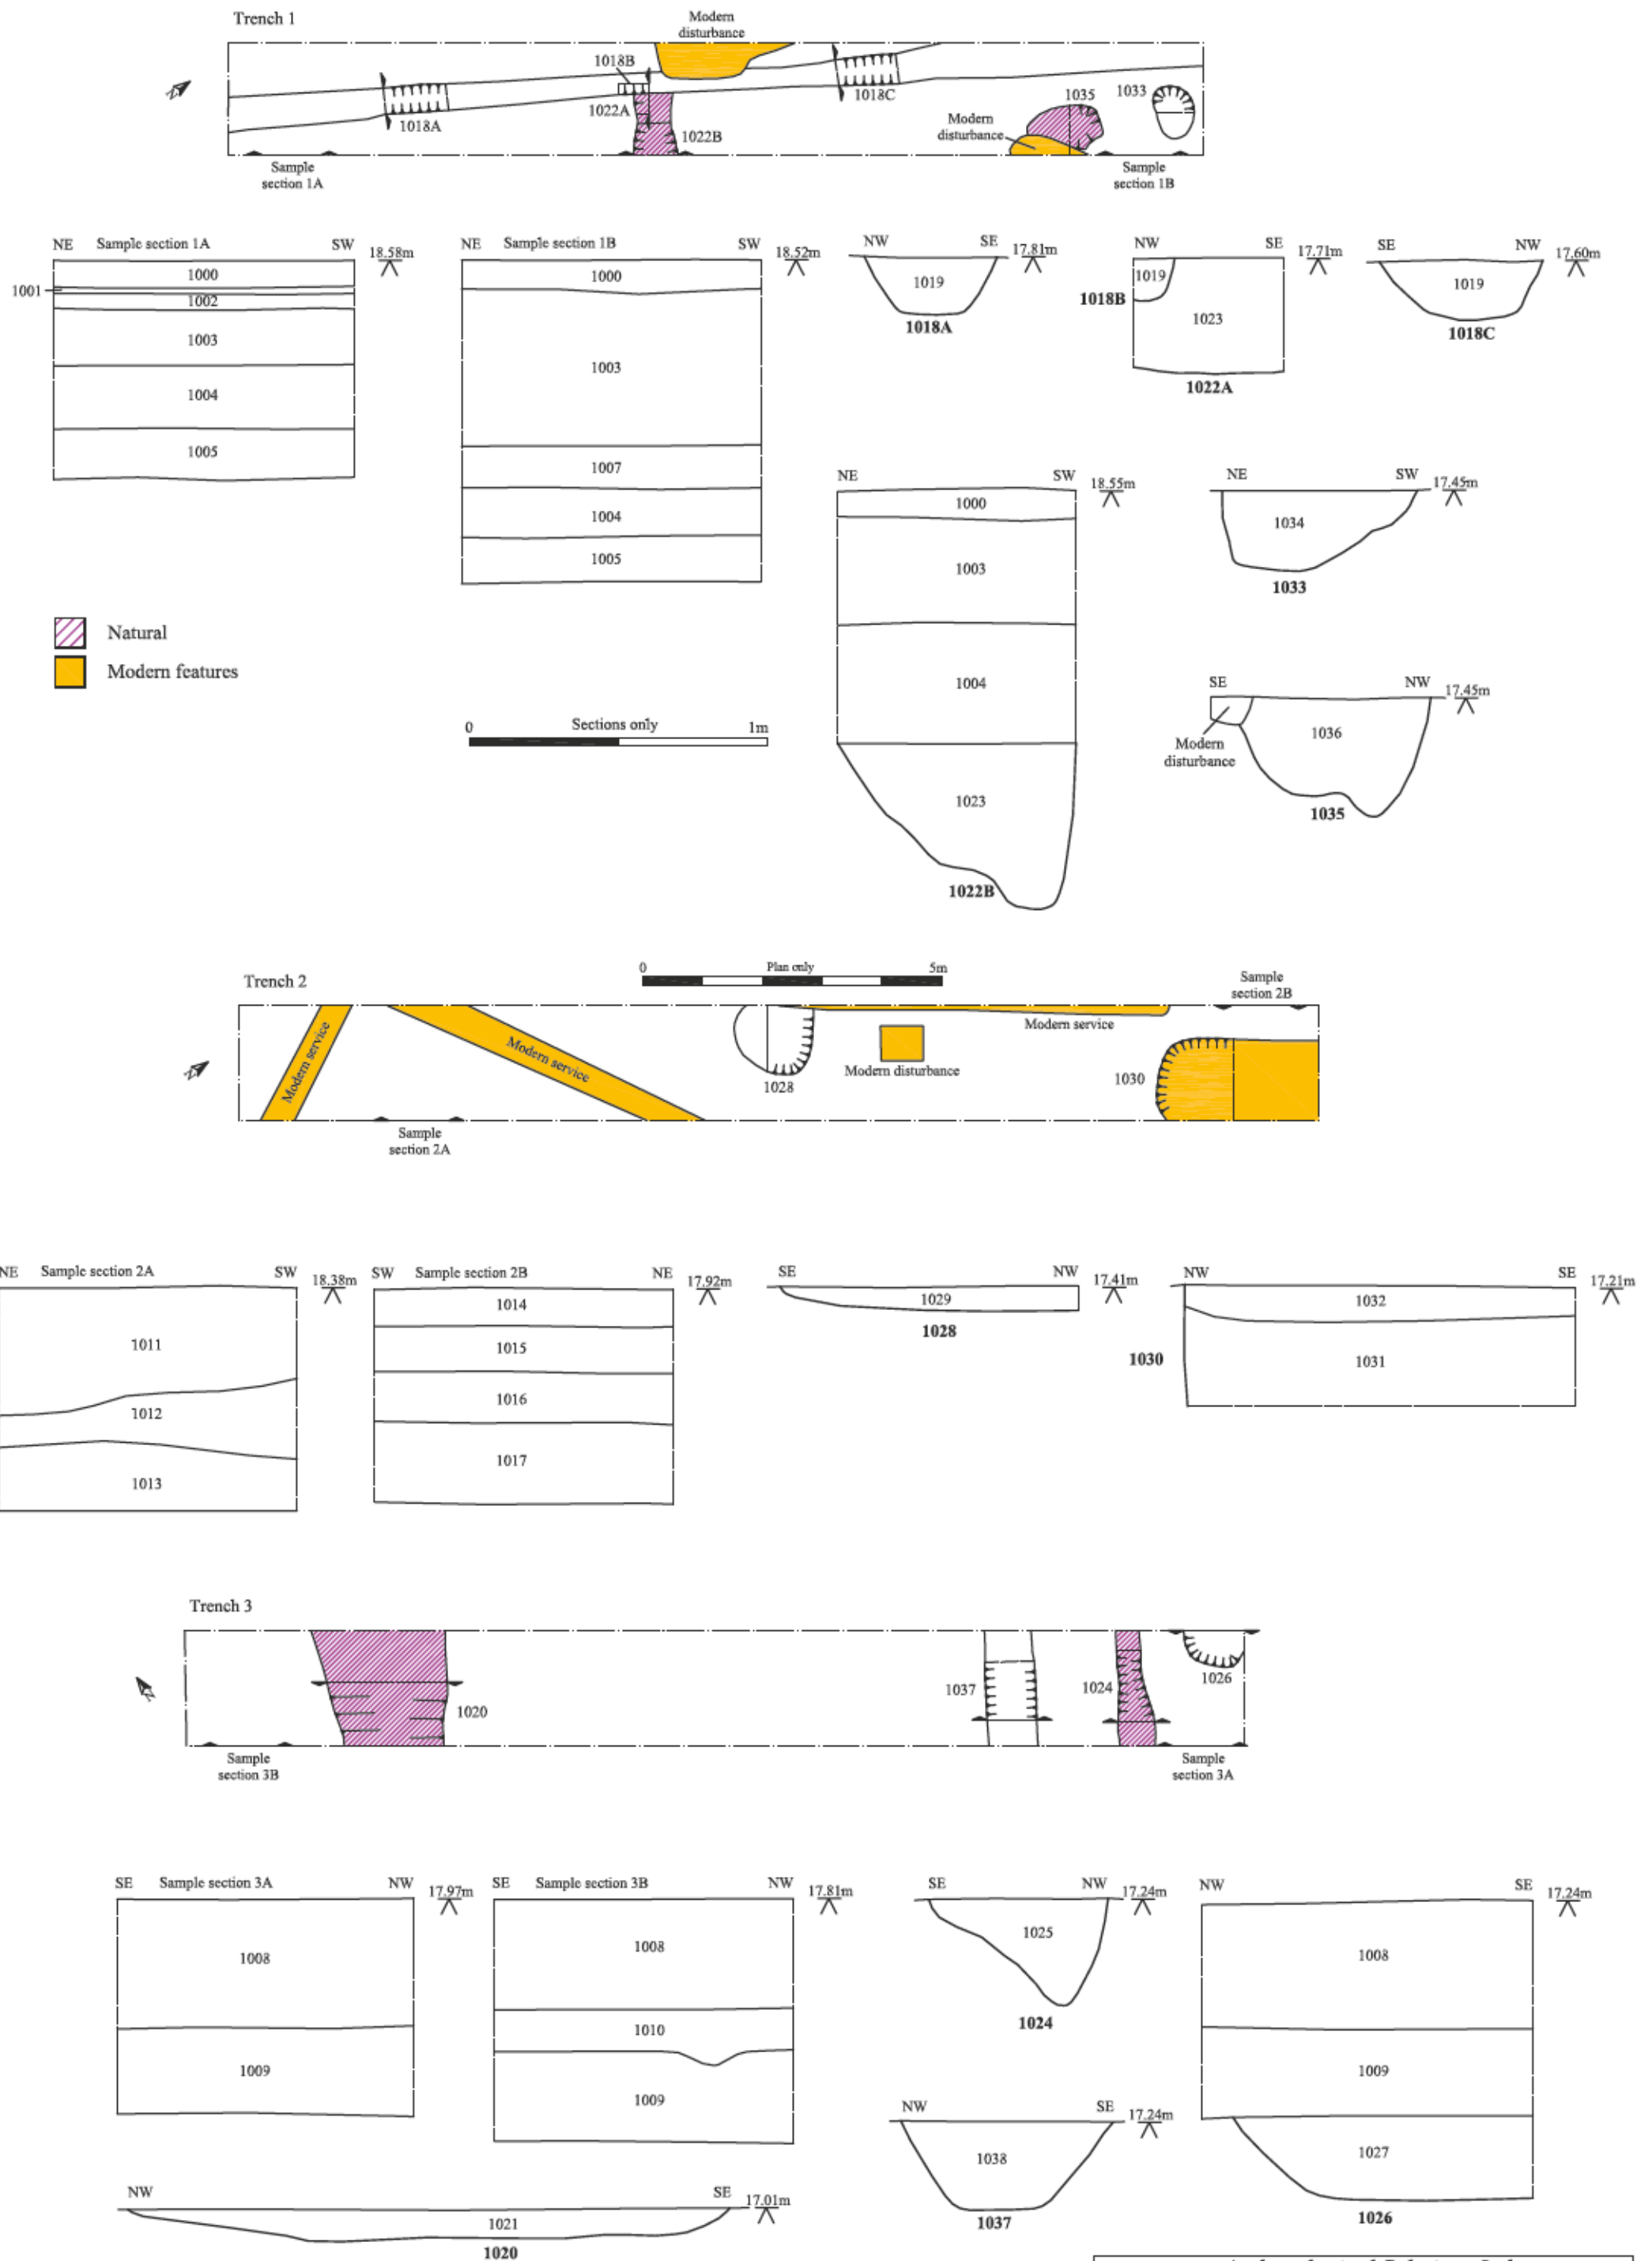 Trench 1
Modern
disturbance
1018B
1018A
1022A
1022B
1018C
1035
1033
Modern
disturbance
Sample
section 1A
Sample
section 1B
NE Sample section 1A SW 18.58m
1000
1001
1002
1003
1004
1005
NE Sample section 1B SW 18.52m
1000
1003
1007
1004
1005
NW SE 17.81m
1019
1018A
NW SE 17.71m
1019
1018B
1023
1022A
SE NW 17.60m
1019
1018C
NE SW 18.55m
1000
1003
1004
1023
1022B
NE SW 17.45m
1034
1033
SE NW 17.45m
1036
Modern
disturbance
1035
Natural
Modern features
0 Sections only 1m
0 Plan only 5m
Trench 2
Sample
section 2B
Modern service
Modern service
Modern service
Modern disturbance
1028
1030
Sample
section 2A
NE Sample section 2A SW 18.38m
1011
1012
1013
SW Sample section 2B NE 17.92m
1014
1015
1016
1017
SE NW 17.41m
1029
1028
NW SE 17.21m
1032
1030
1031
Trench 3
1020
1037
1024
1026
Sample
section 3B
Sample
section 3A
SE Sample section 3A NW 17.97m
1008
1009
SE Sample section 3B NW 17.81m
1008
1010
1009
SE NW 17.24m
1025
1024
NW SE 17.24m
1008
1009
1027
1026
NW SE 17.24m
1038
1037
NW SE 17.01m
1021
1020